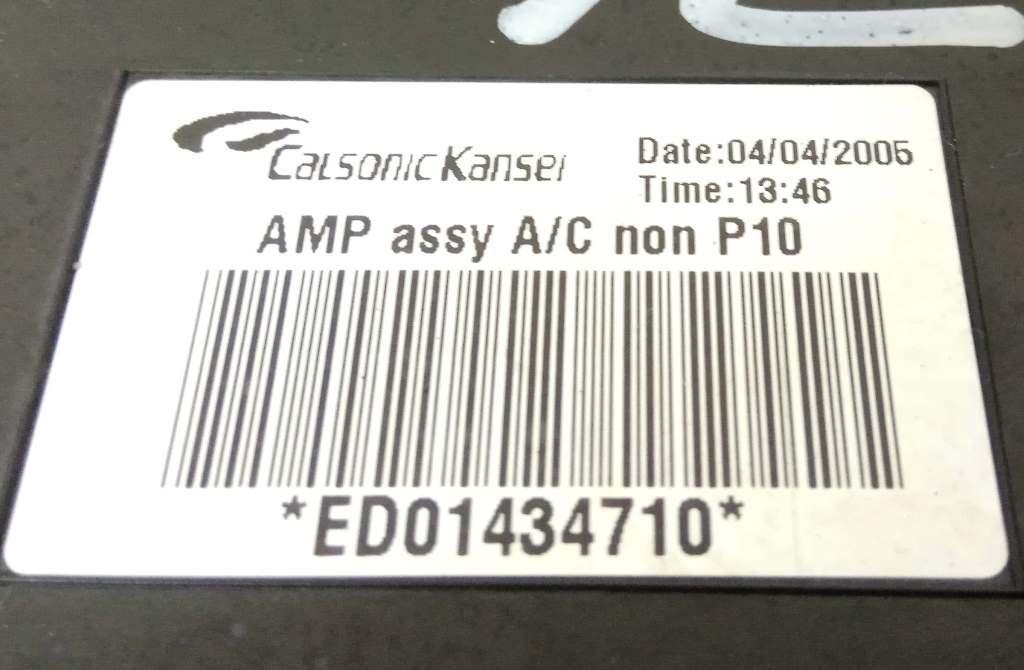 CalsonicKansei
Date:04/04/2005
Time:13:46
AMP assy A/C non P10
*ED01434710*